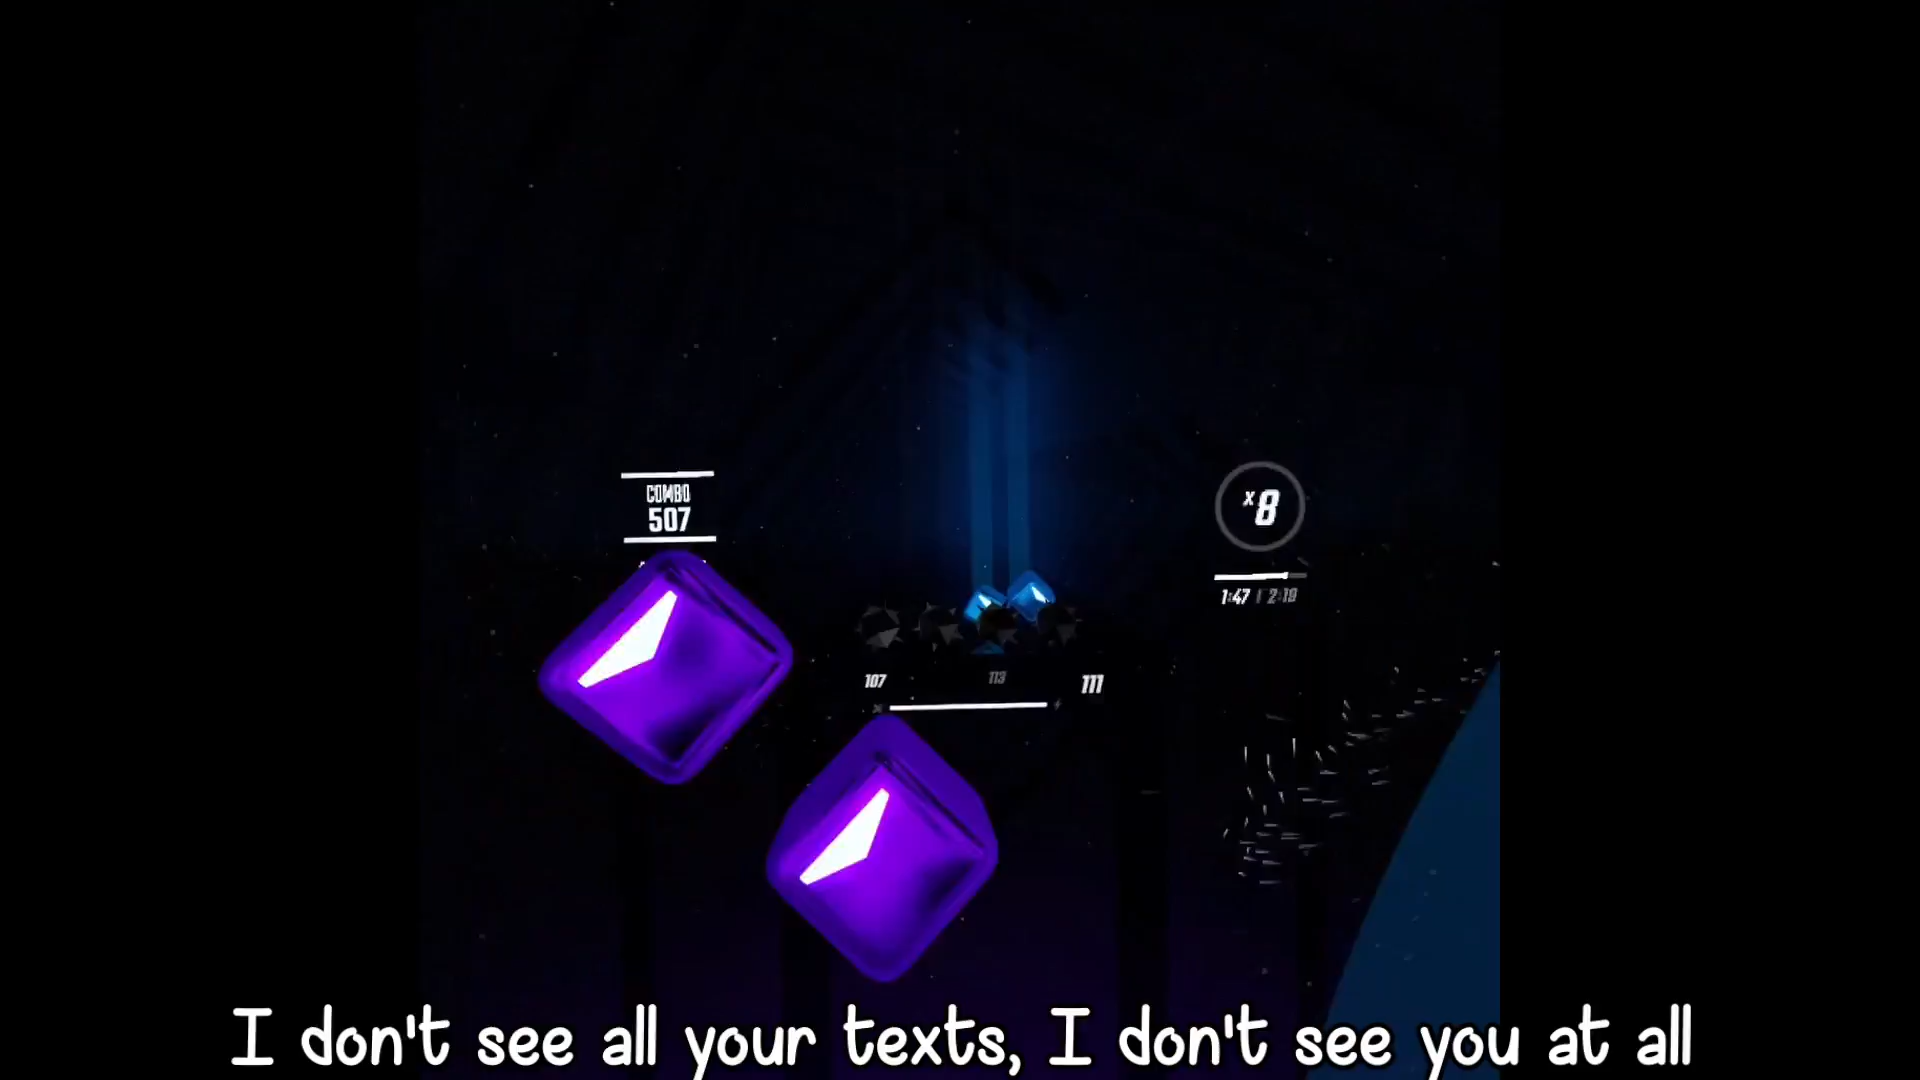 COMBO
507
x8
1:47 | 2:19
107
113
111
I don't see all your texts, I don't see you at all